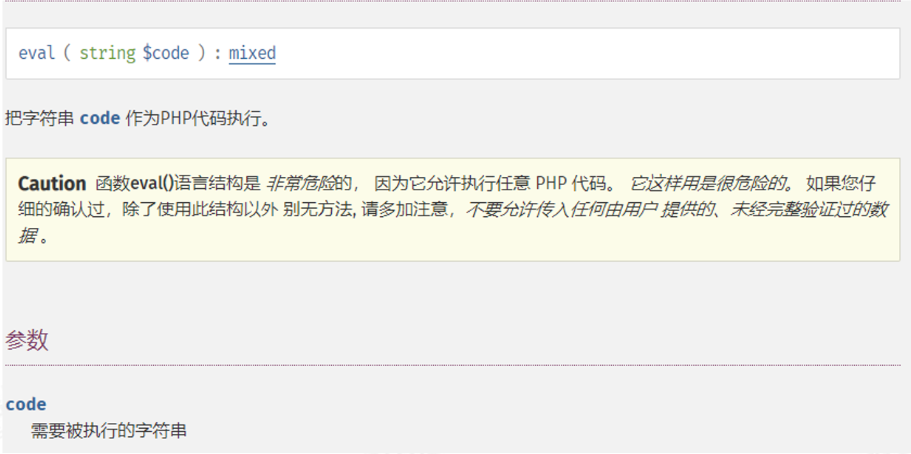 eval ( string $code ) : mixed
把字符串 code 作为PHP代码执行。
Caution 函数eval()语言结构是 非常危险的， 因为它允许执行任意 PHP 代码。 它这样用是很危险的。 如果您仔
细的确认过，除了使用此结构以外 别无方法, 请多加注意，不要允许传入任何由用户 提供的、未经完整验证过的数
据 。
参数
code
需要被执行的字符串